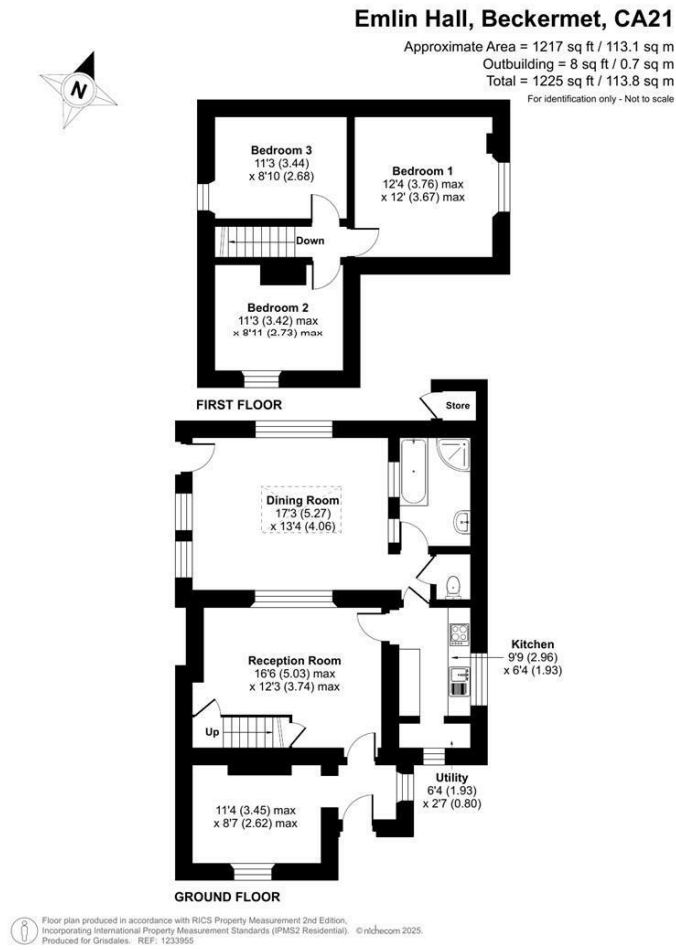 Emlin Hall, Beckermet, CA21
Approximate Area = 1217 sq ft / 113.1 sq m
Outbuilding = 8 sq ft / 0.7 sq m
Total = 1225 sq ft / 113.8 sq m
For identification only - Not to scale
N
Bedroom 3
11'3 (3.44)
x 8'10 (2.68)
Bedroom 1
12'4 (3.76) max
x 12' (3.67) max
Down
Bedroom 2
11'3 (3.42) max
x 8'11 (2.73) max
FIRST FLOOR
Store
Dining Room
17'3 (5.27)
x 13'4 (4.06)
Kitchen
9'9 (2.96)
x 6'4 (1.93)
Reception Room
16'6 (5.03) max
x 12'3 (3.74) max
Up
Utility
6'4 (1.93)
x 2'7 (0.80)
11'4 (3.45) max
x 8'7 (2.62) max
GROUND FLOOR
Floor plan produced in accordance with RICS Property Measurement 2nd Edition,
Incorporating International Property Measurement Standards (IPMS2 Residential). © nichecom 2025.
Produced for Grisdales. REF: 1233955